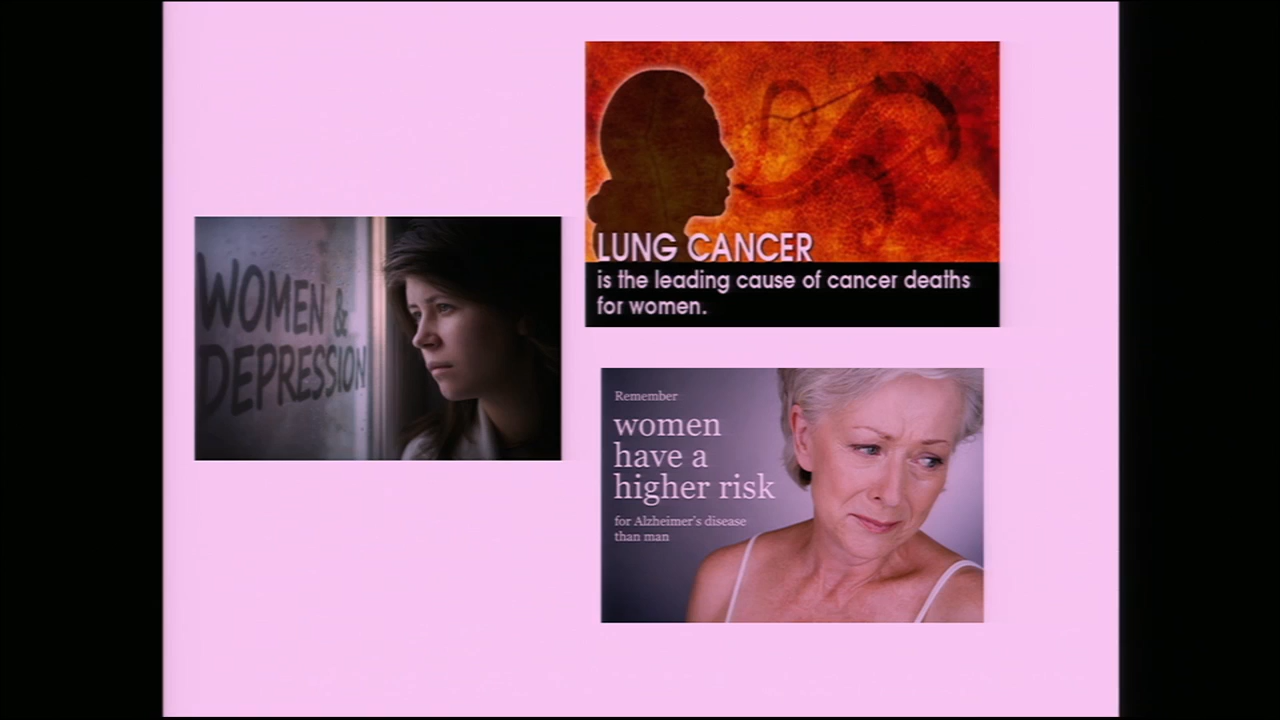 WOMEN &
DEPRESSION
LUNG CANCER
is the leading cause of cancer deaths
for women.
Remember
women
have a
higher risk
for Alzheimer's disease
than man